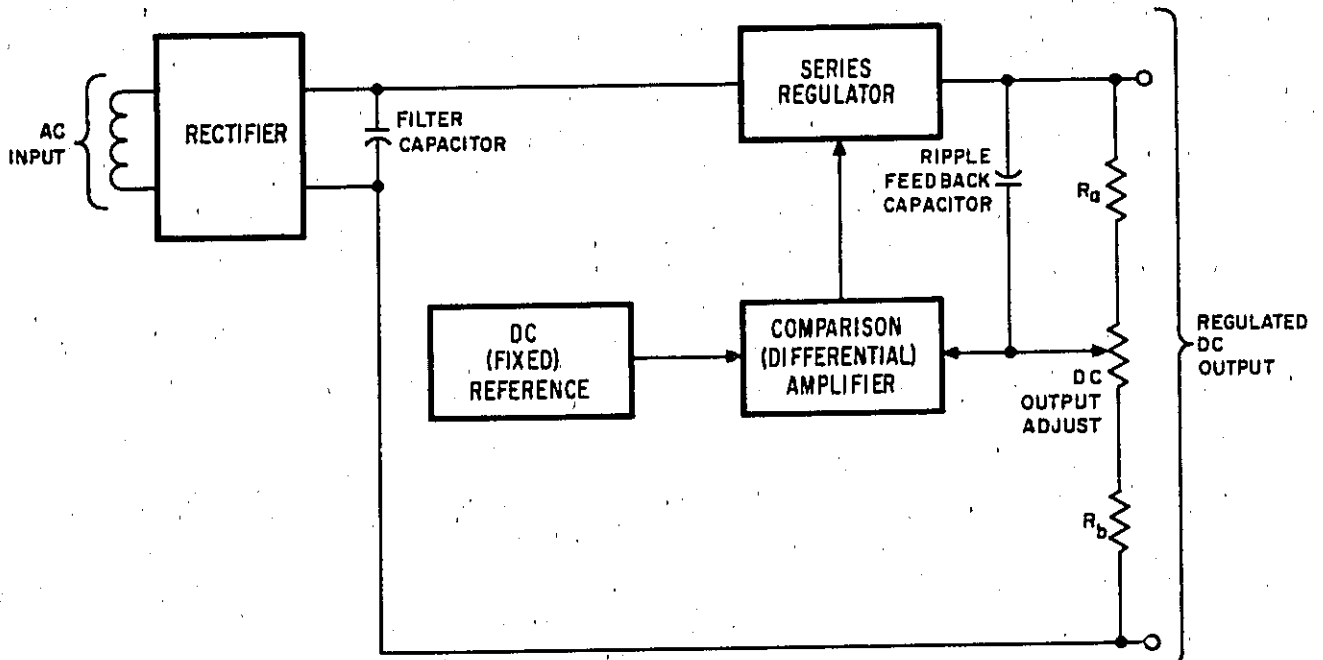 AC
INPUT
RECTIFIER
FILTER
CAPACITOR
SERIES
REGULATOR
RIPPLE
FEEDBACK
CAPACITOR
Ra
DC
(FIXED)
REFERENCE
COMPARISON
(DIFFERENTIAL)
AMPLIFIER
DC
OUTPUT
ADJUST
Rb
REGULATED
DC
OUTPUT